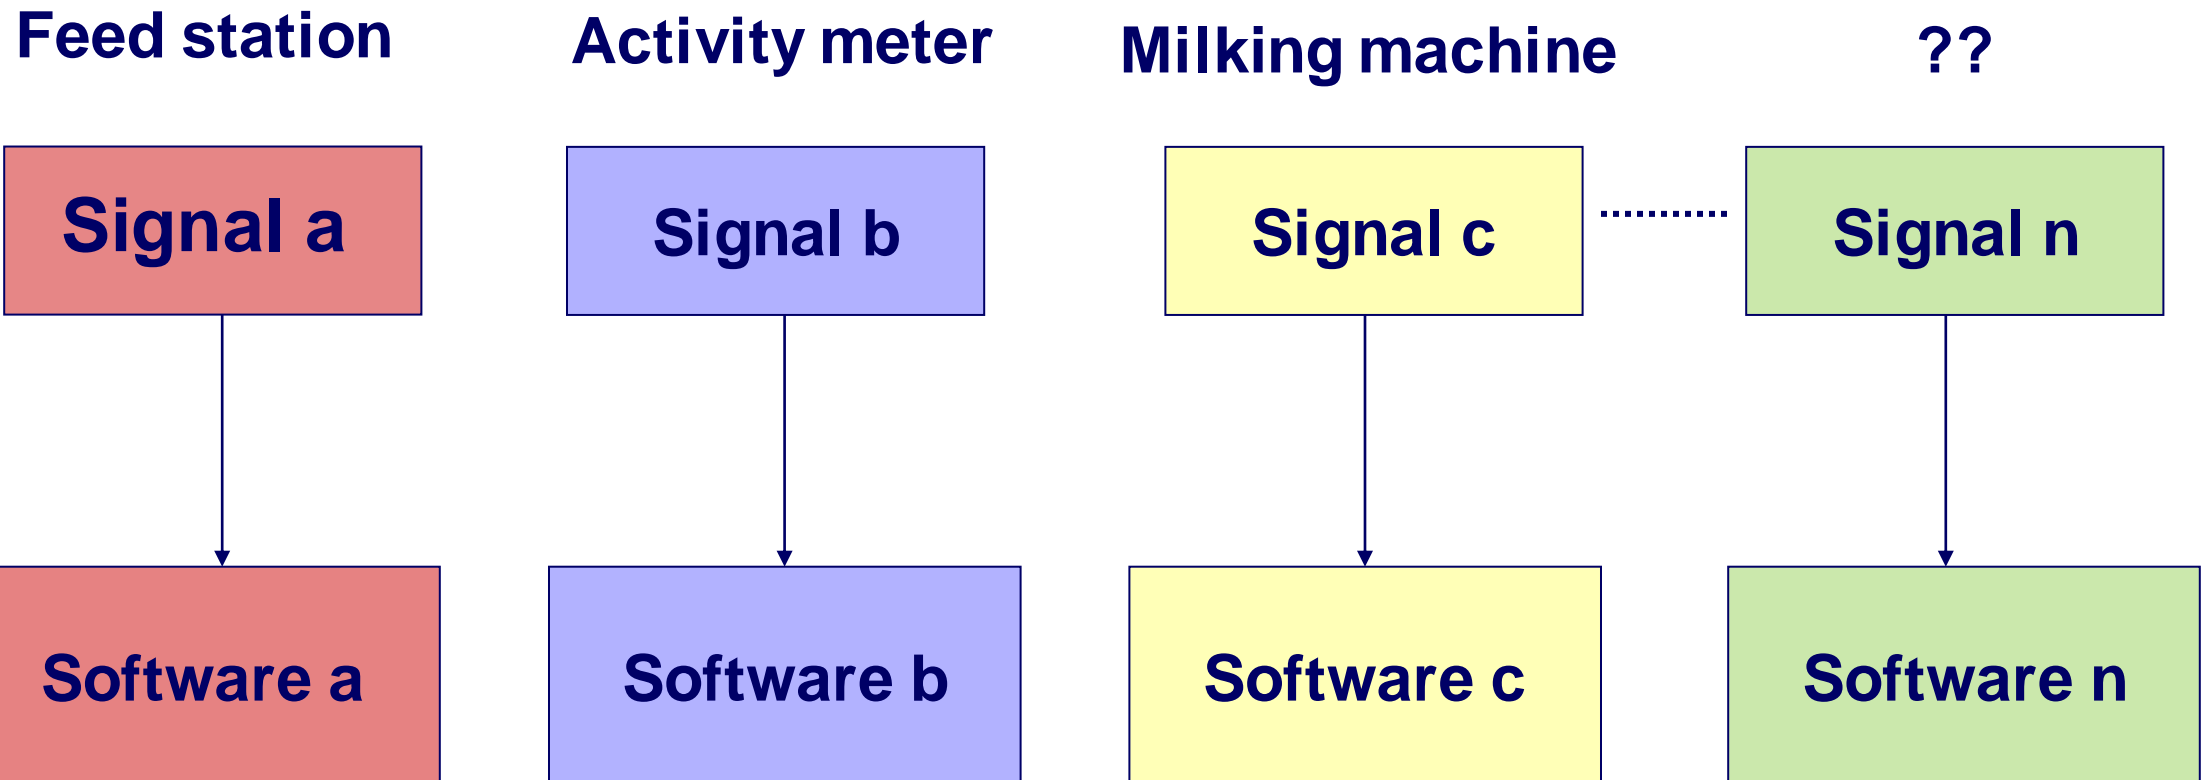 Feed station
Activity meter
Milking machine
??
Signal a
Signal b
Signal c
Signal n
Software a
Software b
Software c
Software n